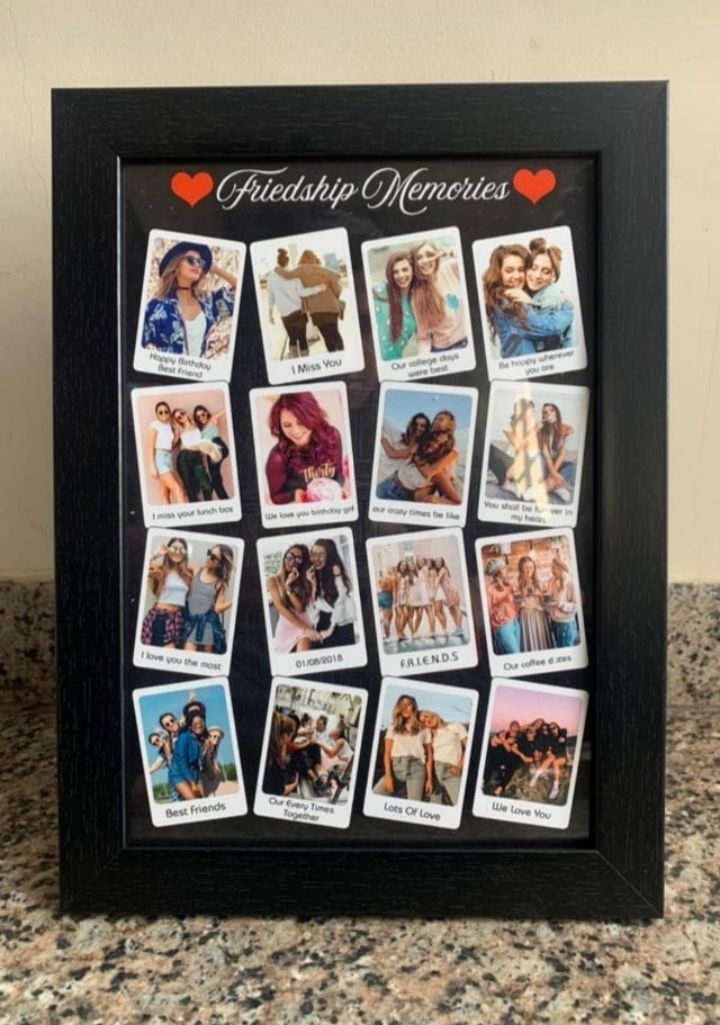 Friedship Memories
Happy Birthday
Best Friend
I Miss You
Our college days
were best
Be happy wherever
you are
I miss your lunch box
Thirty
We love you birthday girl
our crazy times be like
You shall be in
my heart
I love you the most
01/08/2018
F.R.I.E.N.D.S
Our coffee dates
Best Friends
Our Every Times
Together
Lots Of Love
We Love You